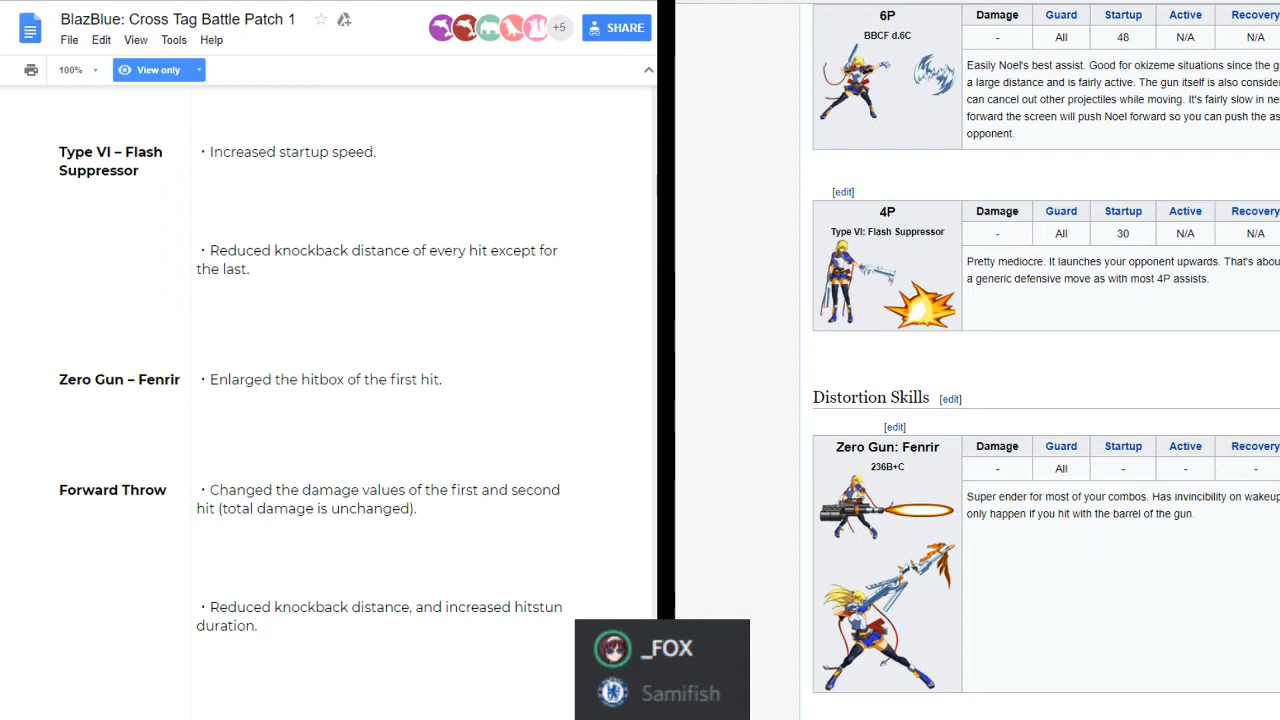 BlazBlue: Cross Tag Battle Patch 1
File Edit View Tools Help
+5
SHARE
100%
View only
Type VI – Flash
Suppressor
・Increased startup speed.
・Reduced knockback distance of every hit except for
the last.
Zero Gun – Fenrir
・Enlarged the hitbox of the first hit.
Forward Throw
・Changed the damage values of the first and second
hit (total damage is unchanged).
・Reduced knockback distance, and increased hitstun
duration.
_FOX
Samifish
6P
BBCF d.6C
Damage Guard Startup Active Recovery
- All 48 N/A N/A
Easily Noel's best assist. Good for okizeme situations since the g
a large distance and is fairly active. The gun itself is also conside
can cancel out other projectiles while moving. It's fairly slow in ne
forward the screen will push Noel forward so you can push the as
opponent.
[edit]
4P
Type VI: Flash Suppressor
Damage Guard Startup Active Recovery
- All 30 N/A N/A
Pretty mediocre. It launches your opponent upwards. That's abou
a generic defensive move as with most 4P assists.
Distortion Skills [edit]
[edit]
Zero Gun: Fenrir
236B+C
Damage Guard Startup Active Recovery
- All - - -
Super ender for most of your combos. Has invincibility on wakeup
only happen if you hit with the barrel of the gun.